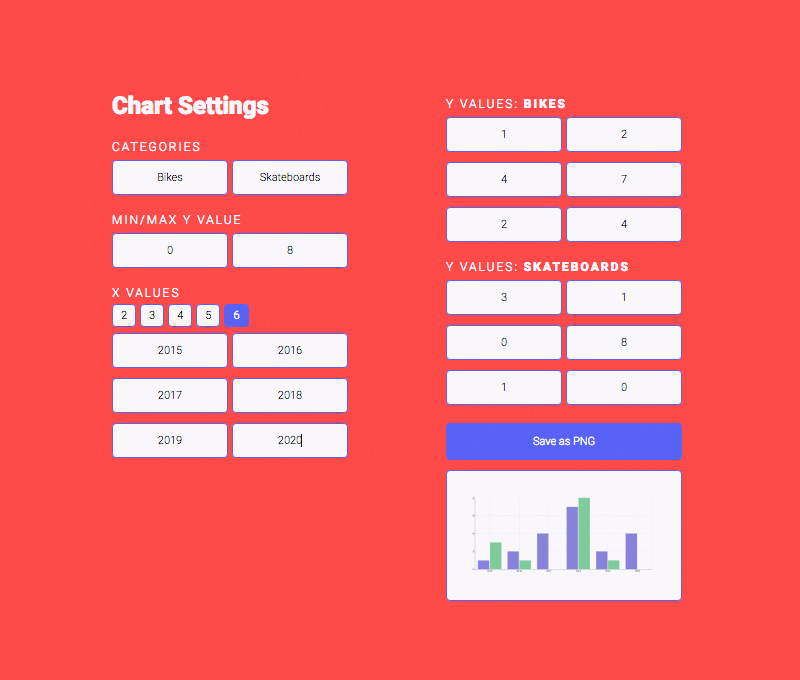 Chart Settings
CATEGORIES
Bikes Skateboards
MIN/MAX Y VALUE
0 8
X VALUES
2 3 4 5 6
2015 2016
2017 2018
2019 2020
Y VALUES: BIKES
1 2
4 7
2 4
Y VALUES: SKATEBOARDS
3 1
0 8
1 0
Save as PNG